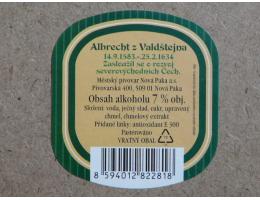 Albrecht z Valdštejna
14.9.1583.-25.2.1634
Zasloužil se o rozvoj
severovýchodních Čech.
Městský pivovar Nová Paka a.s.
Pivovarská 400, 509 01 Nová Paka
Obsah alkoholu 7 % obj.
Složení: voda, ječný slad, cukr, upravený
chmel, chmelový extrakt
Přídatné látky: antioxidant E 300
Pasterováno
VRATNÝ OBAL
8 594012 822818